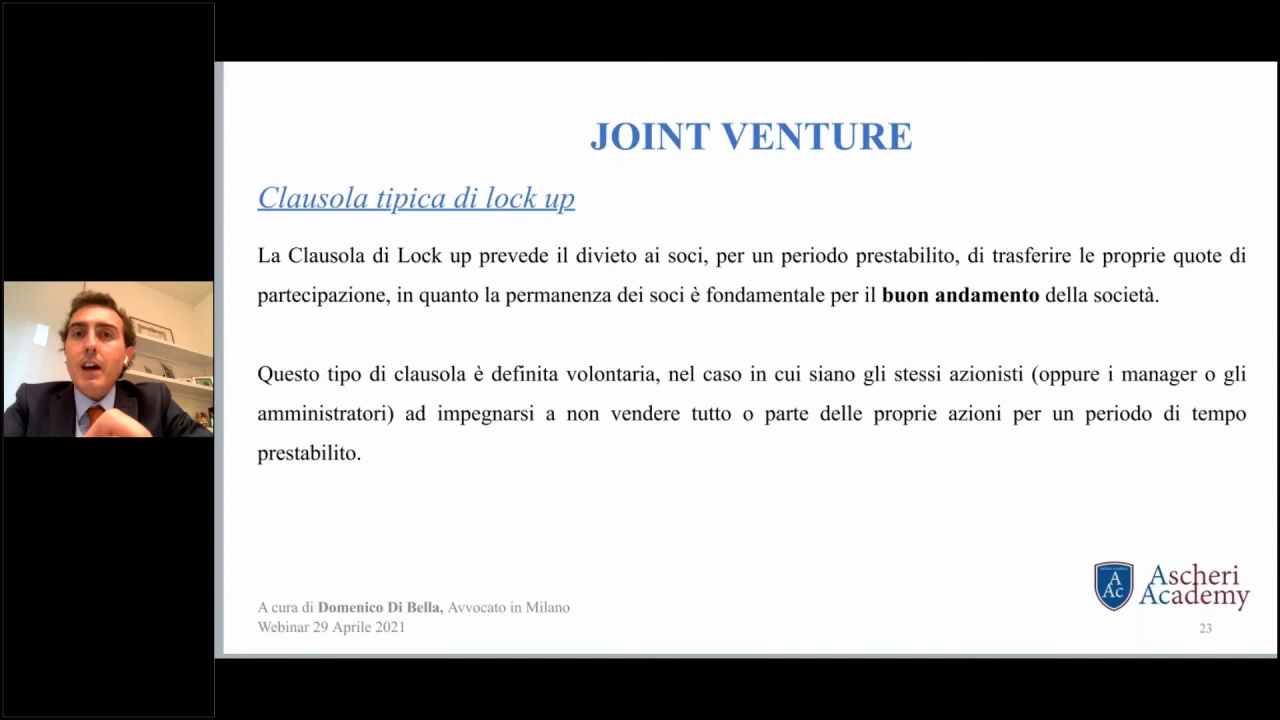 JOINT VENTURE
Clausola tipica di lock up
La Clausola di Lock up prevede il divieto ai soci, per un periodo prestabilito, di trasferire le proprie quote di
partecipazione, in quanto la permanenza dei soci è fondamentale per il buon andamento della società.
Questo tipo di clausola è definita volontaria, nel caso in cui siano gli stessi azionisti (oppure i manager o gli
amministratori) ad impegnarsi a non vendere tutto o parte delle proprie azioni per un periodo di tempo
prestabilito.
A cura di Domenico Di Bella, Avvocato in Milano
Webinar 29 Aprile 2021
A
Ac
Ascheri
Academy
23